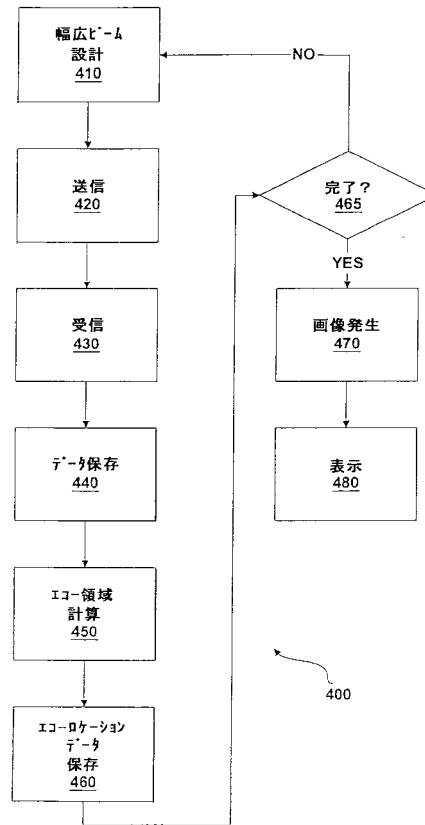 幅広ﾋﾞｰﾑ
設計
410
送信
420
受信
430
ﾃﾞｰﾀ保存
440
ｴｺｰ領域
計算
450
ｴｺｰﾛｹｰｼｮﾝ
ﾃﾞｰﾀ
保存
460
NO
完了?
465
YES
画像発生
470
表示
480
400